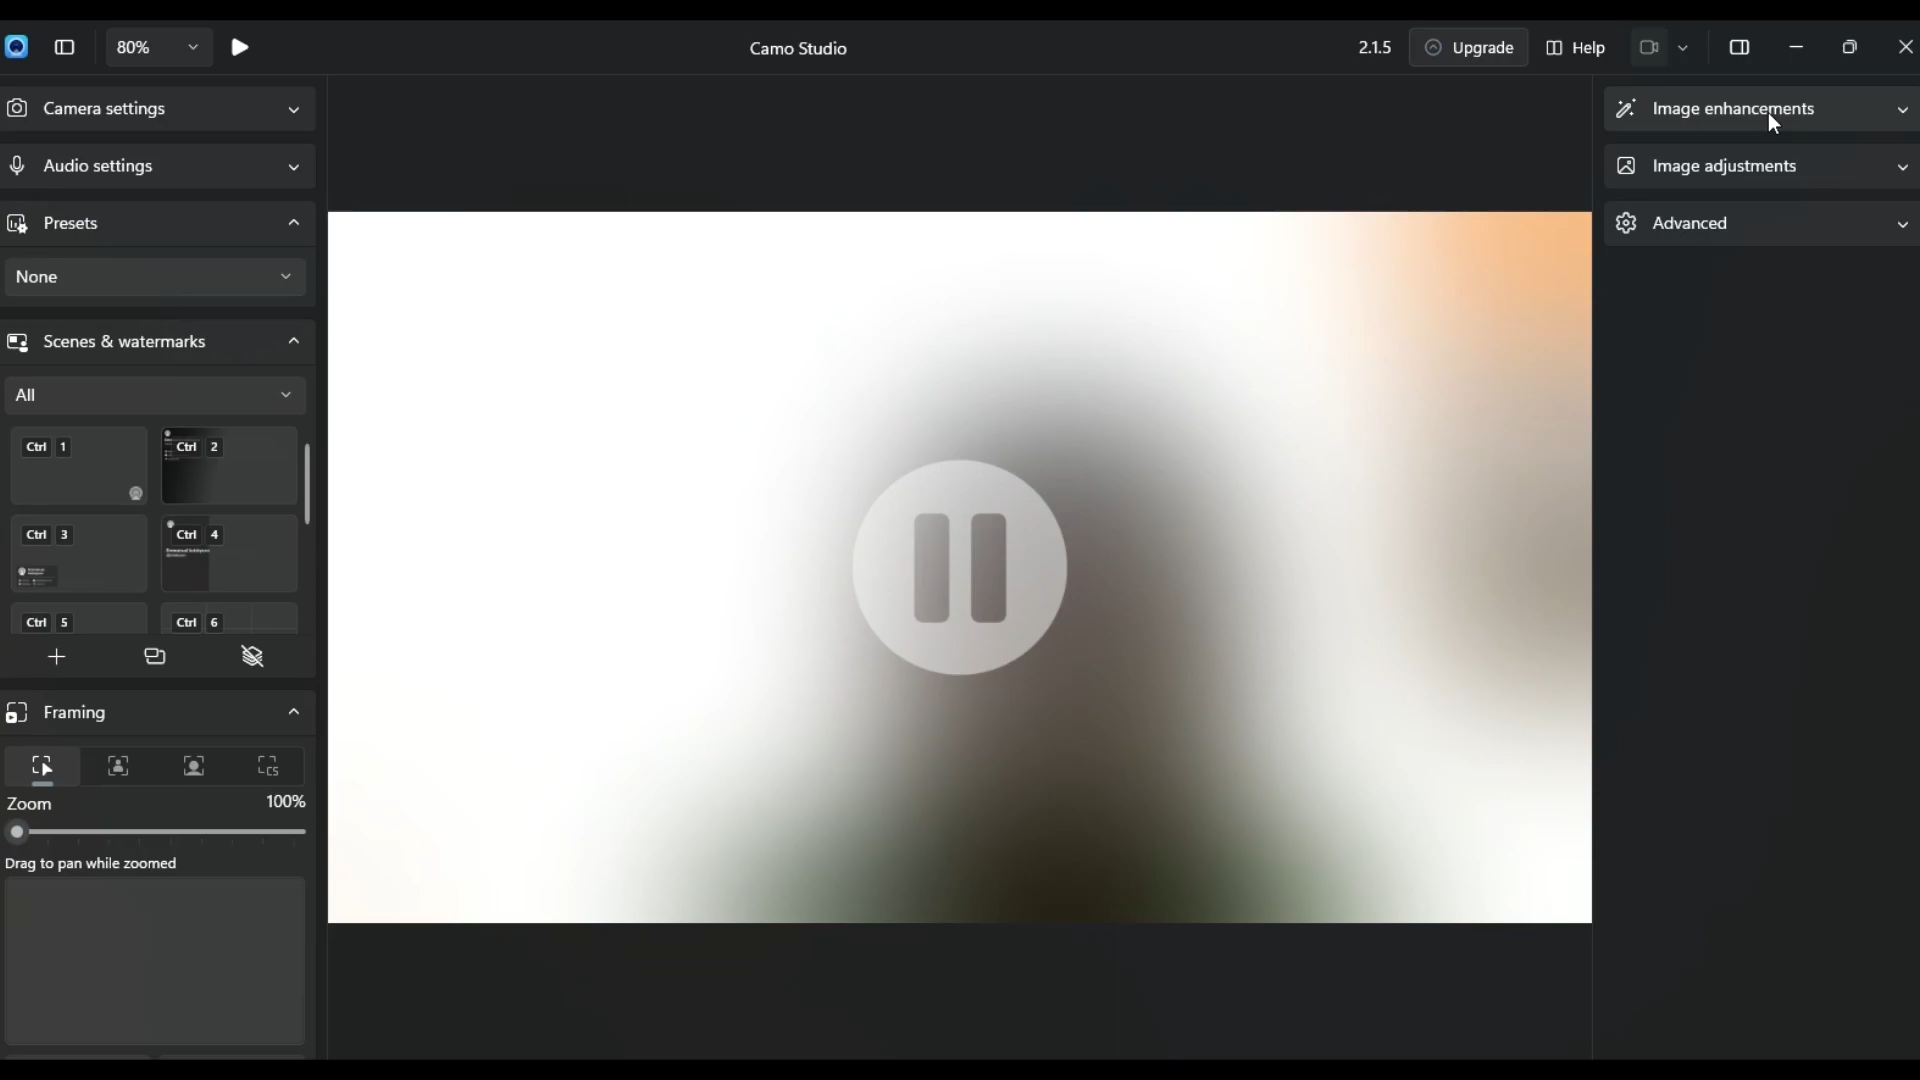 80%
Camo Studio
2.1.5
Upgrade
Help
Camera settings
Audio settings
Presets
None
Scenes & watermarks
All
Ctrl 1
Ctrl 2
Ctrl 3
Ctrl 4
Ctrl 5
Ctrl 6
Framing
CS
Zoom 100%
Drag to pan while zoomed
Image enhancements
Image adjustments
Advanced